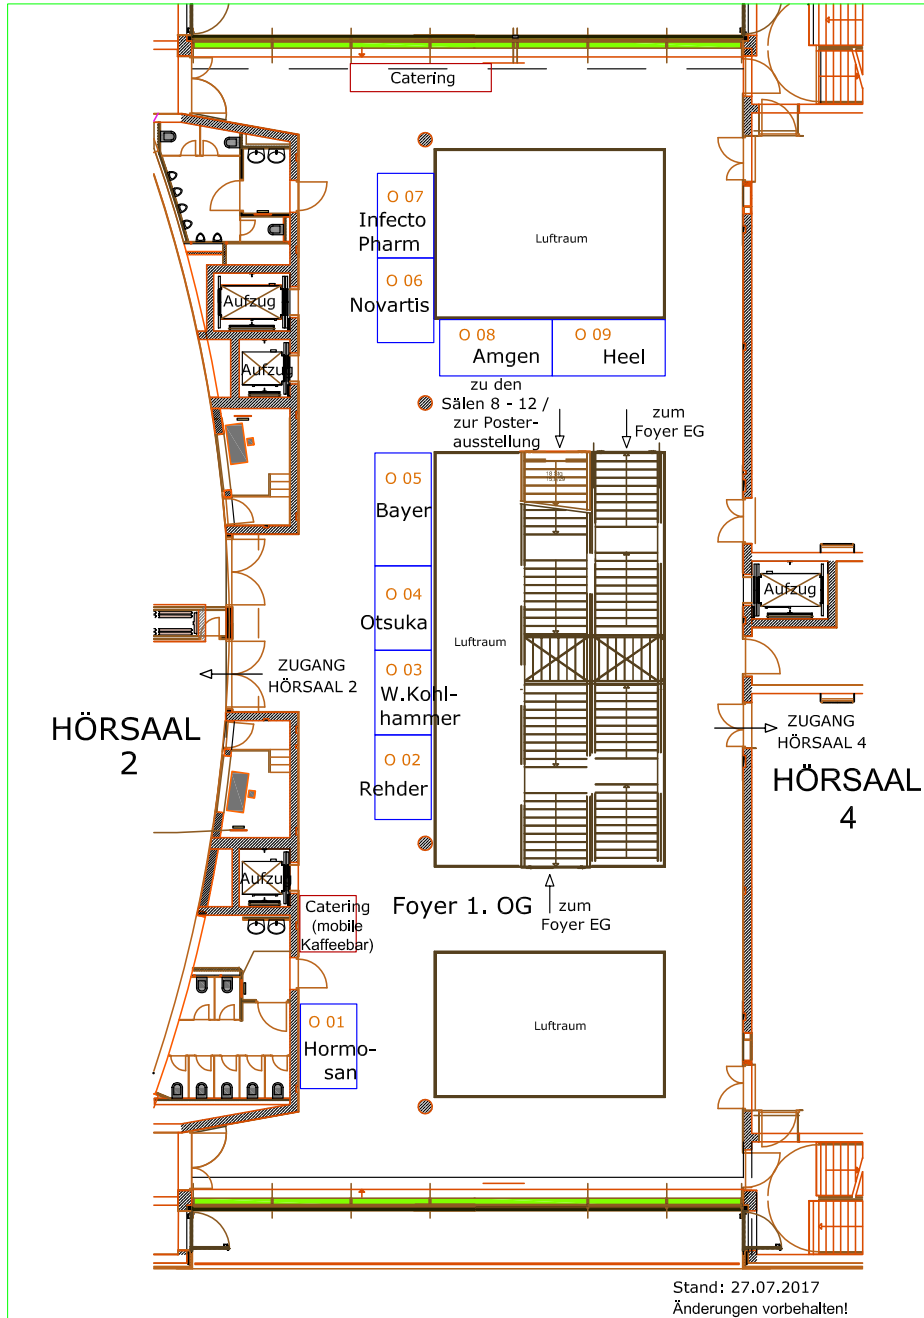 Catering
O 07
Infecto
Pharm
Luftraum
O 06
Novartis
Aufzug
O 08
Amgen
O 09
Heel
Aufzug
zu den
Sälen 8 - 12 /
zur Poster-
ausstellung
zum
Foyer EG
O 05
Bayer
O 04
Otsuka
Aufzug
Luftraum
O 03
W.Kohl-
hammer
ZUGANG
HÖRSAAL 2
HÖRSAAL
2
ZUGANG
HÖRSAAL 4
HÖRSAAL
4
O 02
Rehder
Aufzug
Catering
(mobile
Kaffeebar)
Foyer 1. OG
zum
Foyer EG
O 01
Hormo-
san
Luftraum
Stand: 27.07.2017
Änderungen vorbehalten!